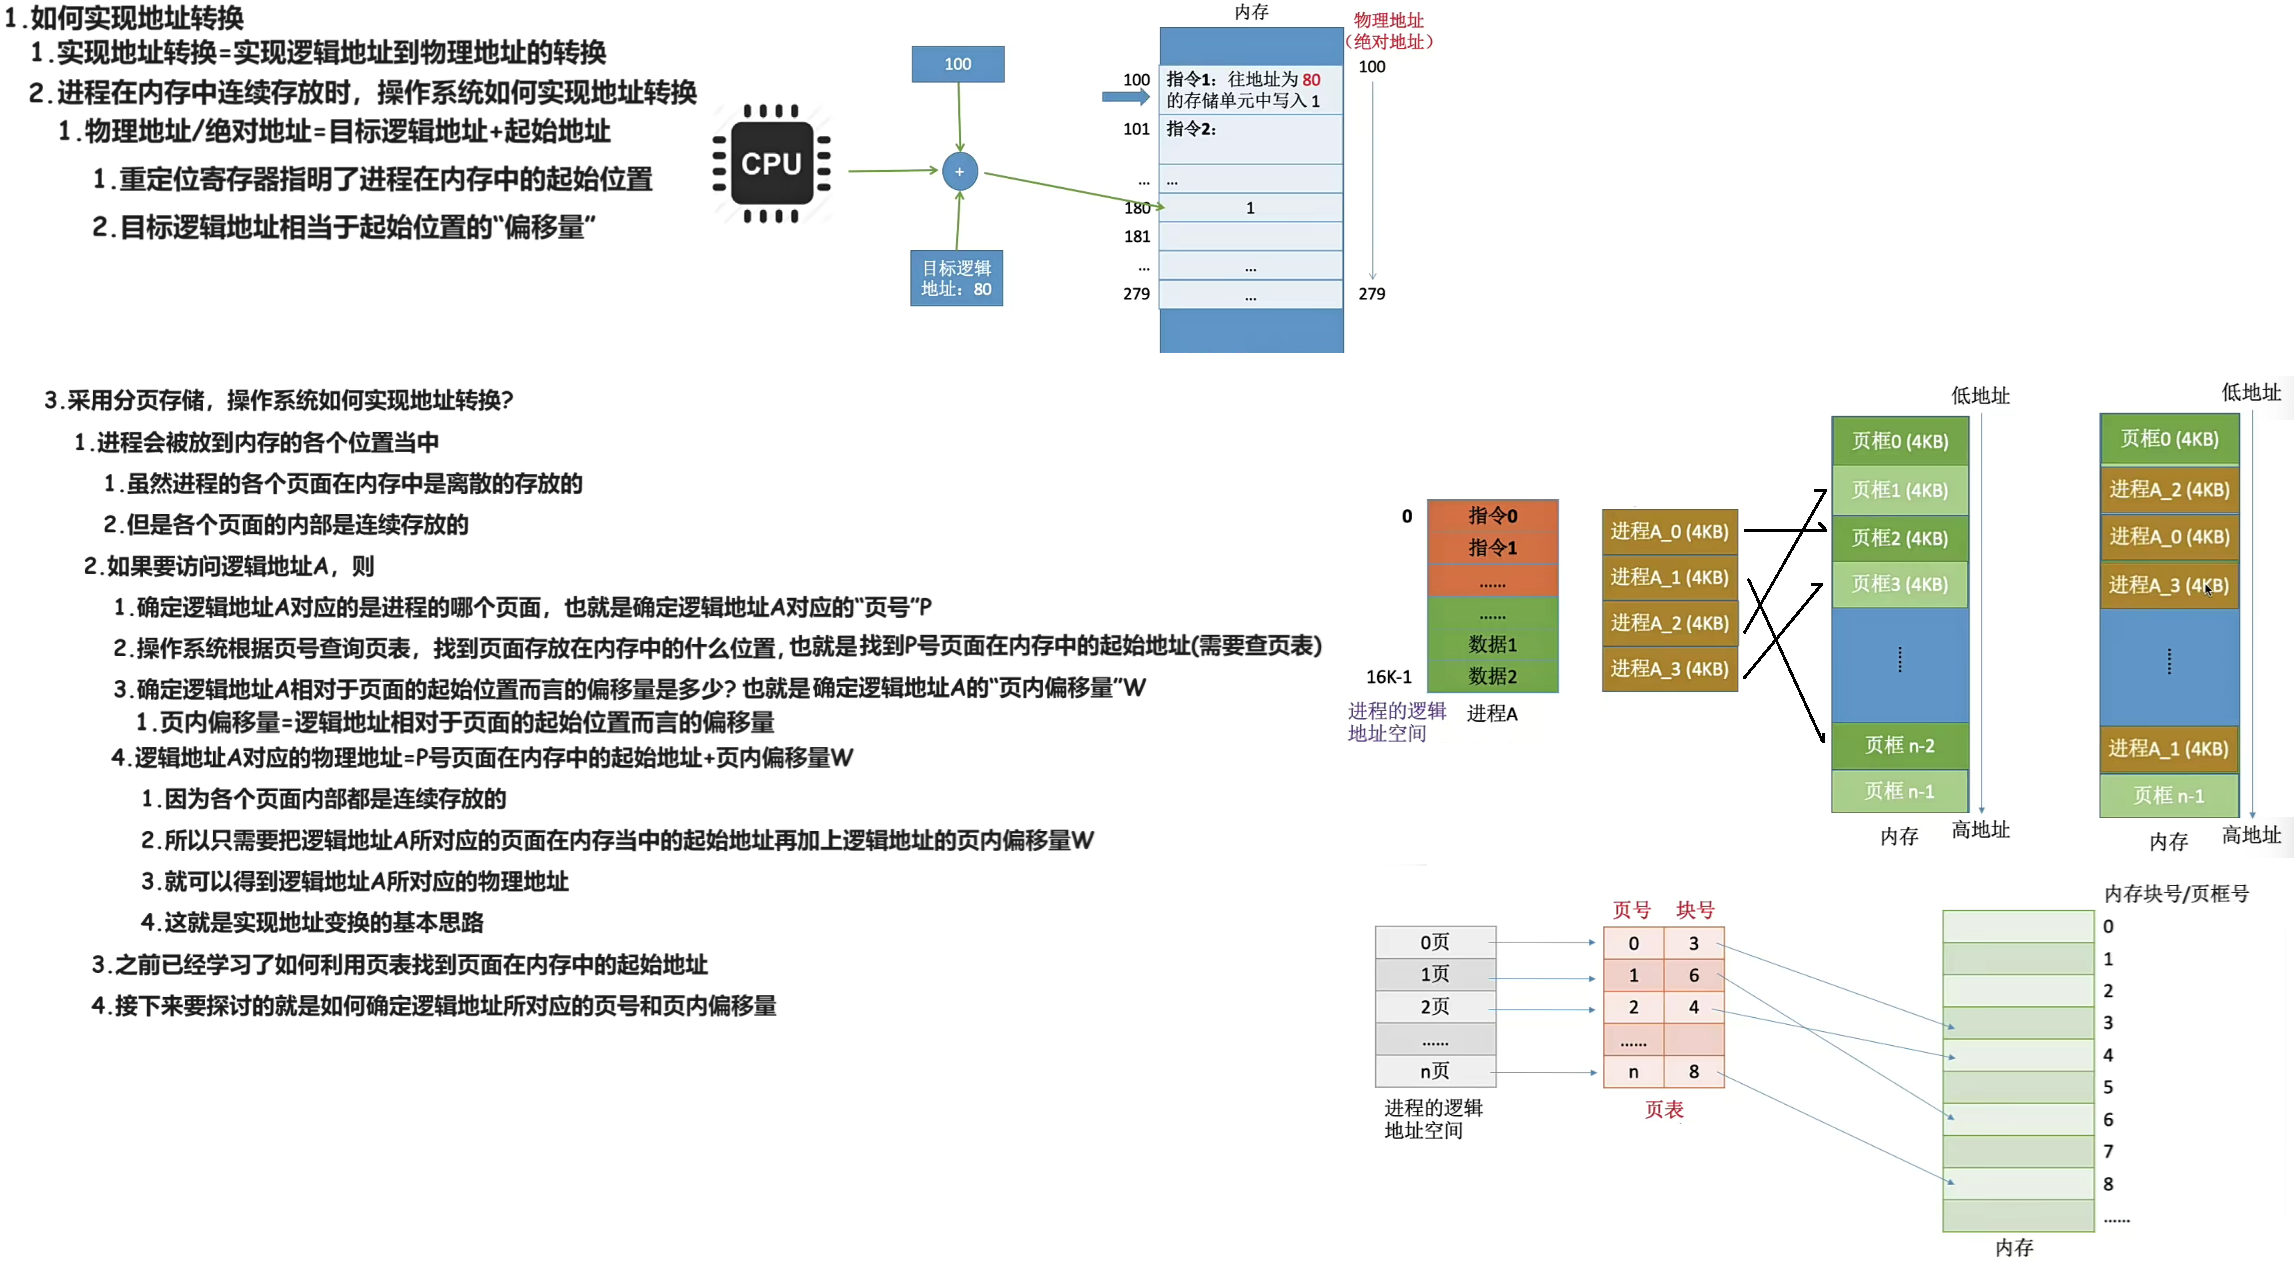 1.如何实现地址转换
1.实现地址转换=实现逻辑地址到物理地址的转换
2.进程在内存中连续存放时，操作系统如何实现地址转换
1.物理地址/绝对地址=目标逻辑地址+起始地址
1.重定位寄存器指明了进程在内存中的起始位置
2.目标逻辑地址相当于起始位置的“偏移量”
100
CPU
+
目标逻辑
地址：80
内存
物理地址
（绝对地址）
100
指令1：往地址为 80
的存储单元中写入 1
100
101
指令2：
...
...
180
1
181
...
...
279
...
279
3.采用分页存储，操作系统如何实现地址转换?
1.进程会被放到内存的各个位置当中
1.虽然进程的各个页面在内存中是离散的存放的
2.但是各个页面的内部是连续存放的
2.如果要访问逻辑地址A，则
1.确定逻辑地址A对应的是进程的哪个页面，也就是确定逻辑地址A对应的“页号”P
2.操作系统根据页号查询页表，找到页面存放在内存中的什么位置,也就是找到P号页面在内存中的起始地址(需要查页表)
3.确定逻辑地址A相对于页面的起始位置而言的偏移量是多少? 也就是确定逻辑地址A的“页内偏移量”W
1.页内偏移量=逻辑地址相对于页面的起始位置而言的偏移量
4.逻辑地址A对应的物理地址=P号页面在内存中的起始地址+页内偏移量W
1.因为各个页面内部都是连续存放的
2.所以只需要把逻辑地址A所对应的页面在内存当中的起始地址再加上逻辑地址的页内偏移量W
3.就可以得到逻辑地址A所对应的物理地址
4.这就是实现地址变换的基本思路
3.之前已经学习了如何利用页表找到页面在内存中的起始地址
4.接下来要探讨的就是如何确定逻辑地址所对应的页号和页内偏移量
0
指令0
指令1
......
......
数据1
16K-1
数据2
进程的逻辑
地址空间
进程A
进程A_0 (4KB)
进程A_1 (4KB)
进程A_2 (4KB)
进程A_3 (4KB)
低地址
页框0 (4KB)
页框1 (4KB)
页框2 (4KB)
页框3 (4KB)
......
页框 n-2
页框 n-1
内存
高地址
低地址
页框0 (4KB)
进程A_2 (4KB)
进程A_0 (4KB)
进程A_3 (4KB)
......
进程A_1 (4KB)
页框 n-1
内存
高地址
0页
1页
2页
......
n页
进程的逻辑
地址空间
页号 块号
0 3
1 6
2 4
......
n 8
页表
内存块号/页框号
0
1
2
3
4
5
6
7
8
......
内存